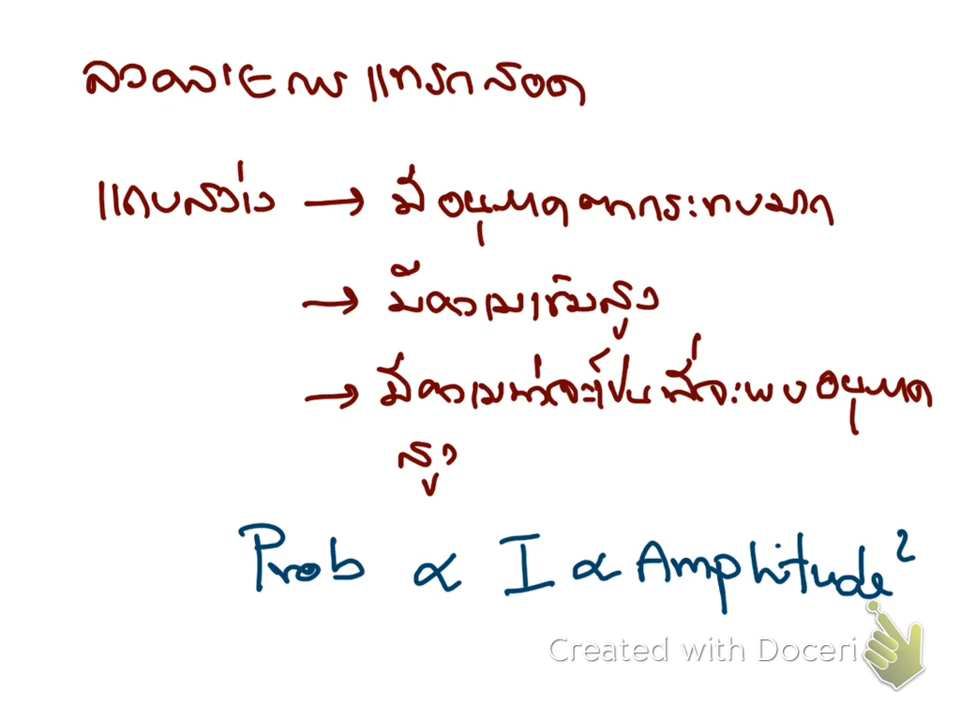 ลวดลายการแทรกสอด
แถบสว่าง → มีอนุภาคตกกระทบมาก
→ มีความเข้มสูง
→ มีความน่าจะเป็นที่จะพบอนุภาค
สูง
Prob ∝ I ∝ Amplitude²
Created with Doceri